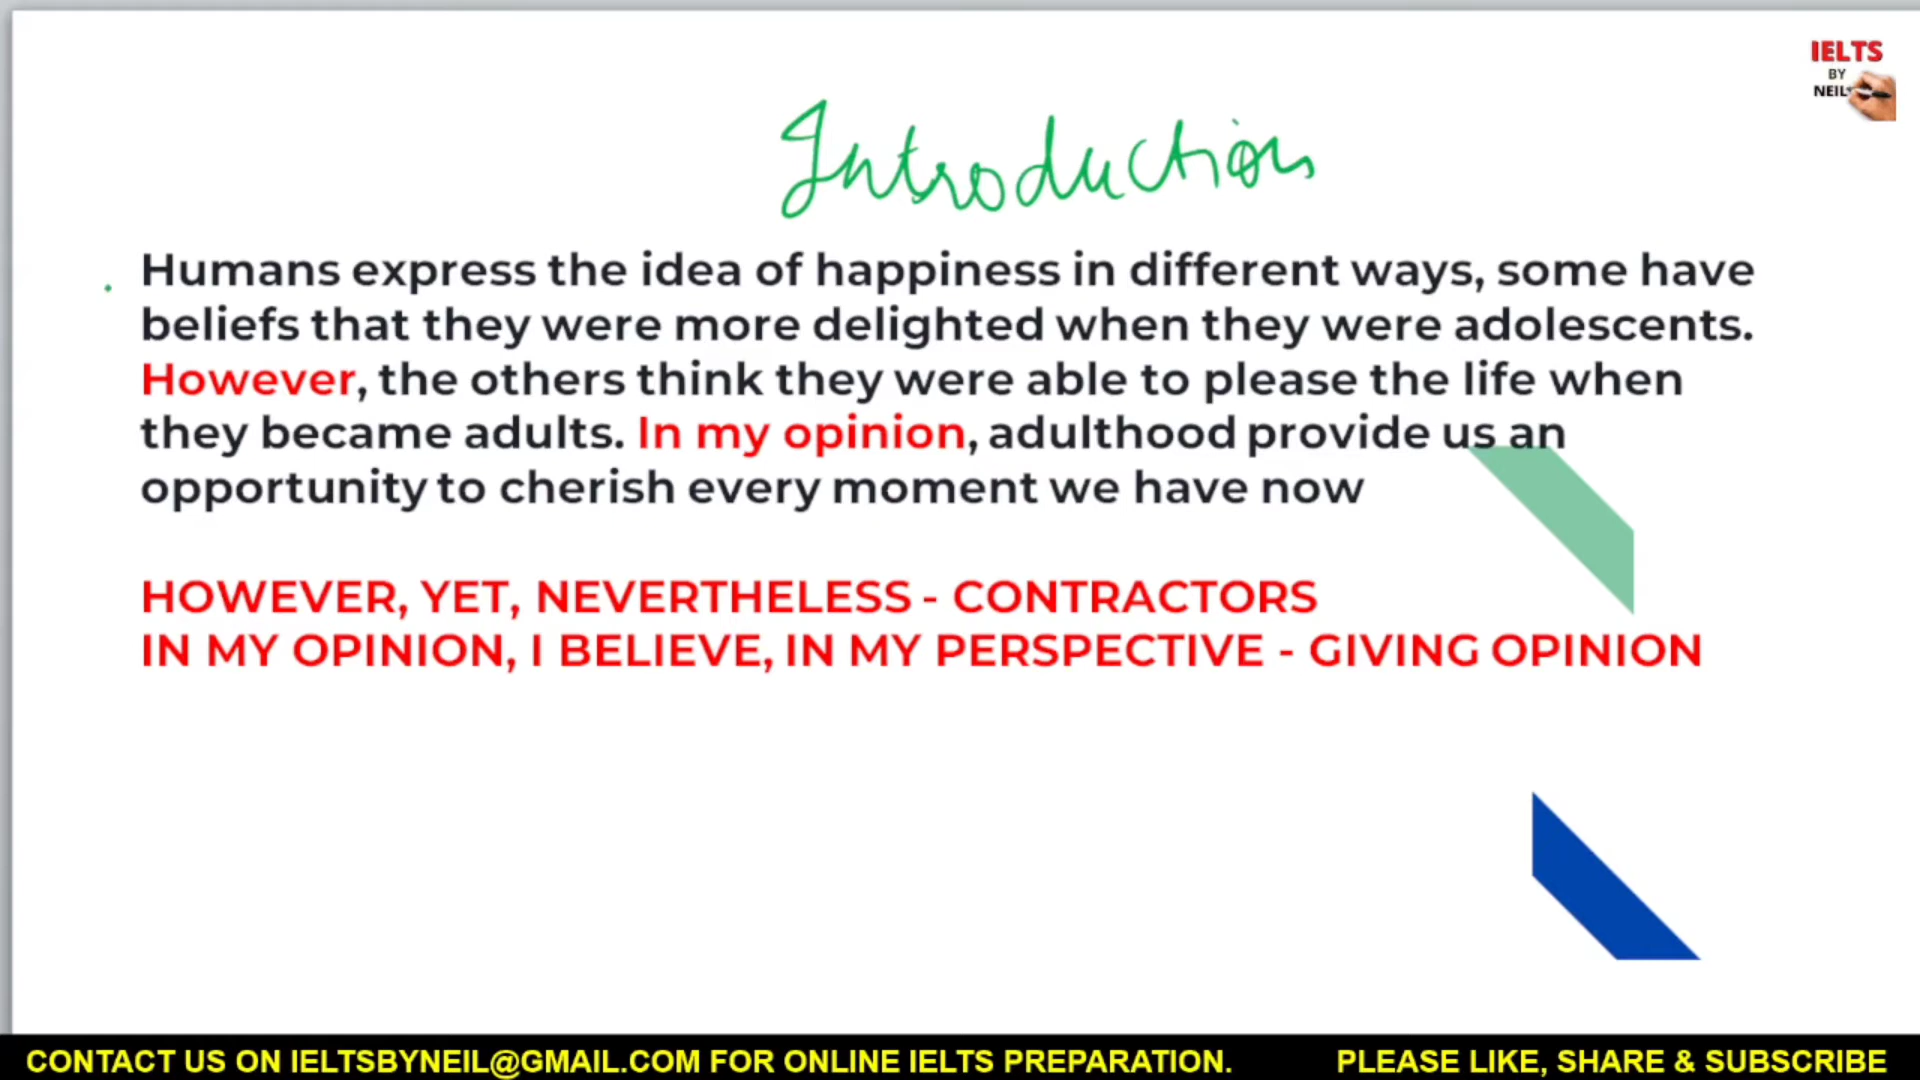 IELTS
BY
NEIL
Introduction
Humans express the idea of happiness in different ways, some have
beliefs that they were more delighted when they were adolescents.
However, the others think they were able to please the life when
they became adults. In my opinion, adulthood provide us an
opportunity to cherish every moment we have now
HOWEVER, YET, NEVERTHELESS - CONTRACTORS
IN MY OPINION, I BELIEVE, IN MY PERSPECTIVE - GIVING OPINION
CONTACT US ON IELTSBYNEIL@GMAIL.COM FOR ONLINE IELTS PREPARATION. PLEASE LIKE, SHARE & SUBSCRIBE